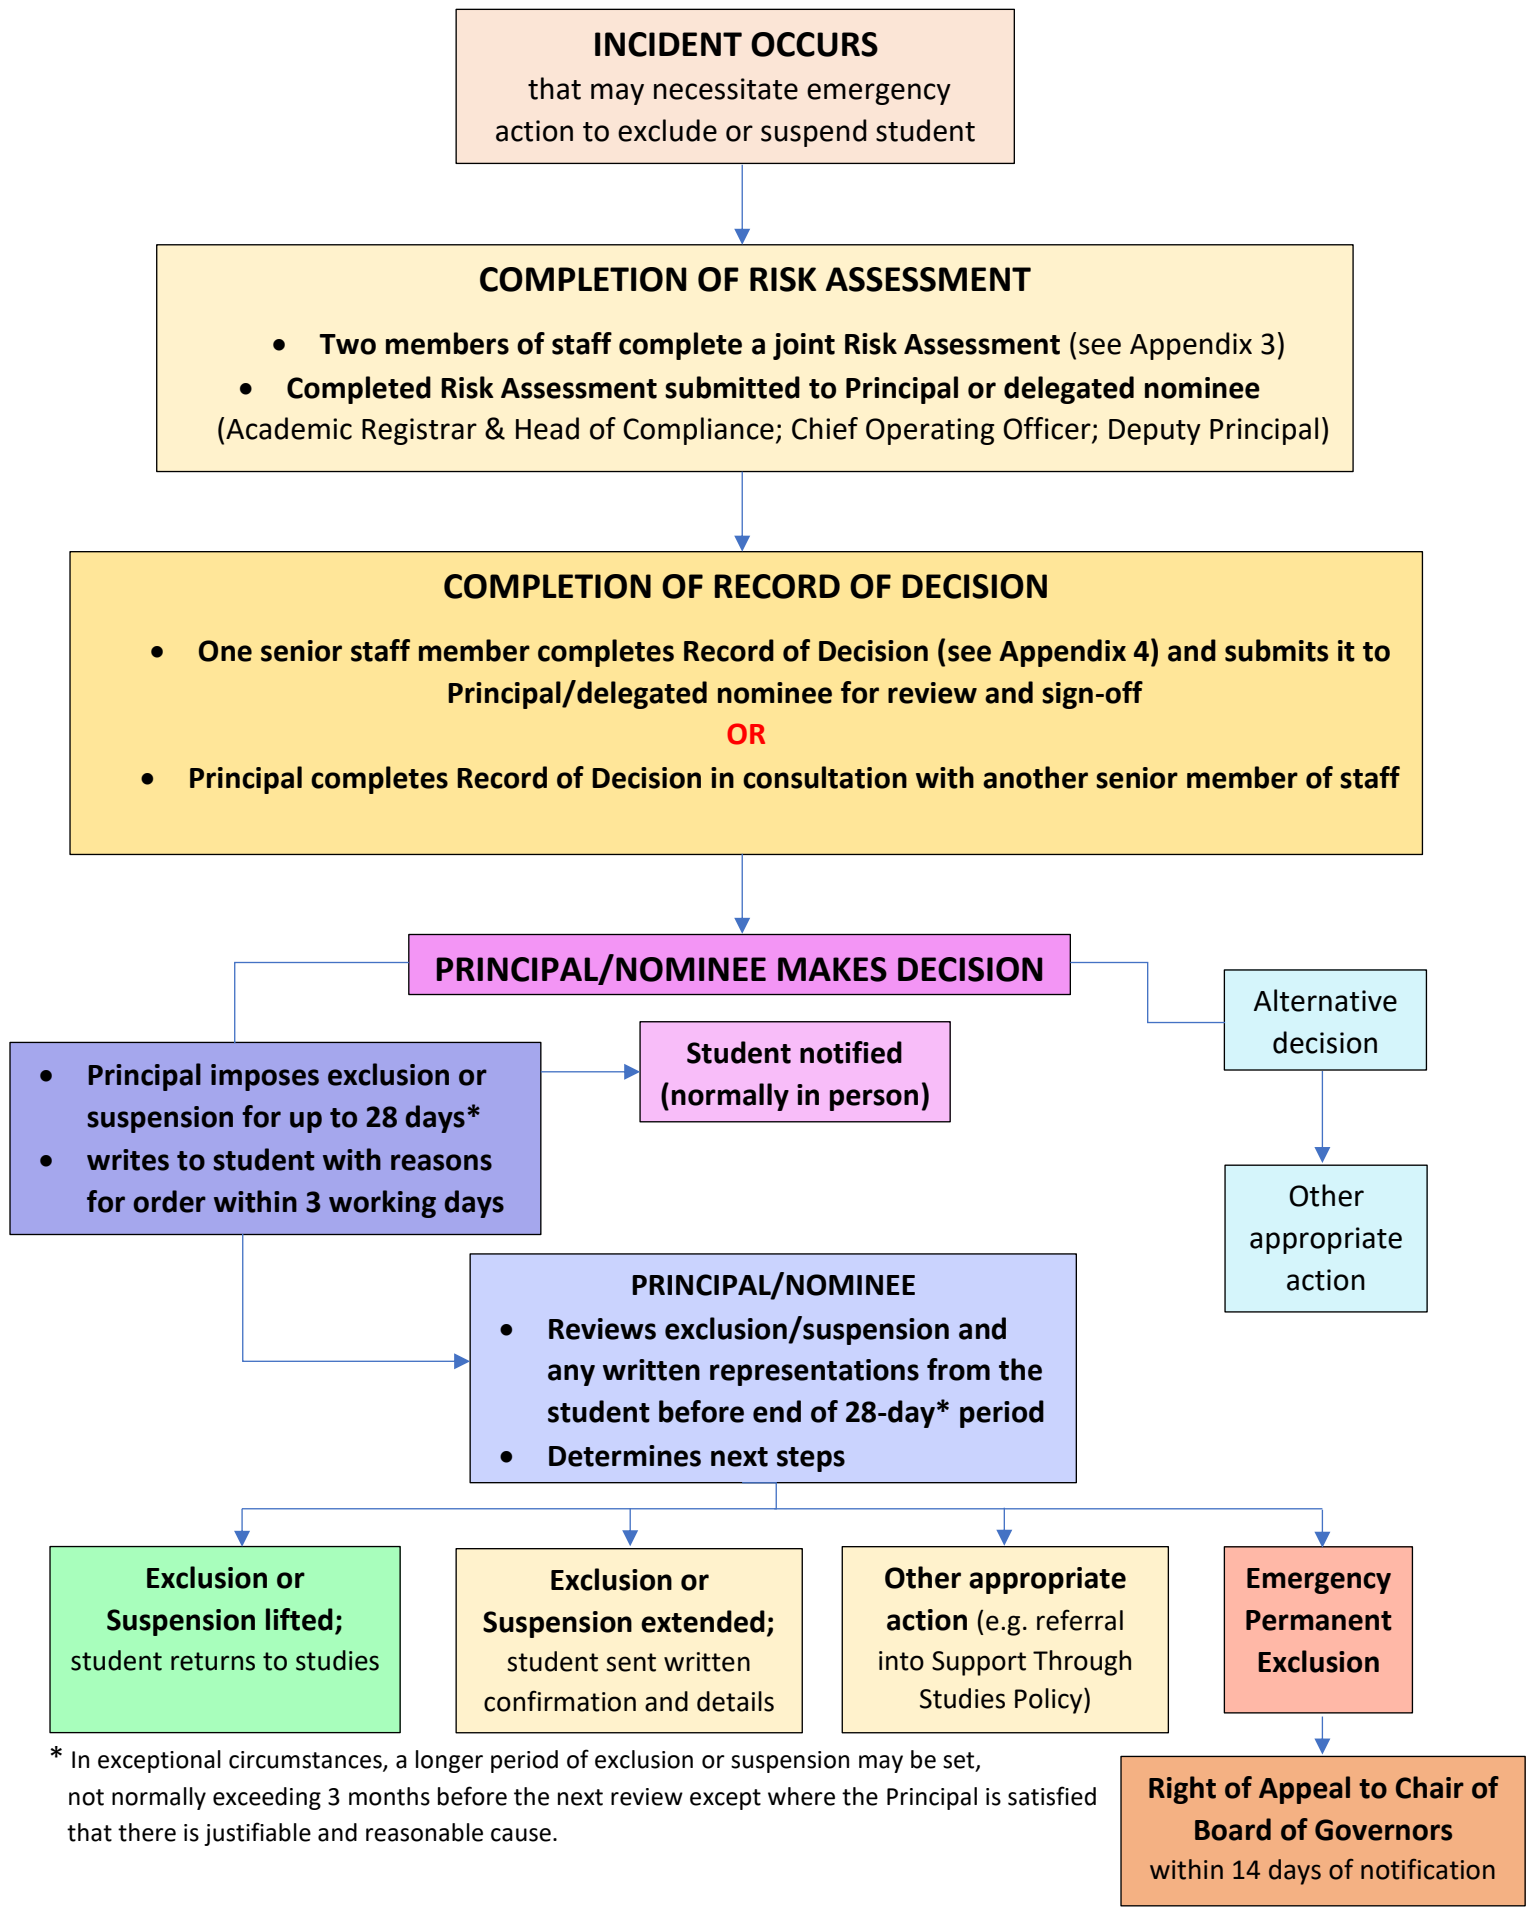 INCIDENT OCCURS
that may necessitate emergency
action to exclude or suspend student
COMPLETION OF RISK ASSESSMENT
• Two members of staff complete a joint Risk Assessment (see Appendix 3)
• Completed Risk Assessment submitted to Principal or delegated nominee
(Academic Registrar & Head of Compliance; Chief Operating Officer; Deputy Principal)
COMPLETION OF RECORD OF DECISION
• One senior staff member completes Record of Decision (see Appendix 4) and submits it to
Principal/delegated nominee for review and sign-off
OR
• Principal completes Record of Decision in consultation with another senior member of staff
PRINCIPAL/NOMINEE MAKES DECISION
Alternative
decision
Student notified
(normally in person)
• Principal imposes exclusion or
suspension for up to 28 days*
• writes to student with reasons
for order within 3 working days
Other
appropriate
action
PRINCIPAL/NOMINEE
• Reviews exclusion/suspension and
any written representations from the
student before end of 28-day* period
• Determines next steps
Exclusion or
Suspension lifted;
student returns to studies
Exclusion or
Suspension extended;
student sent written
confirmation and details
Other appropriate
action (e.g. referral
into Support Through
Studies Policy)
Emergency
Permanent
Exclusion
* In exceptional circumstances, a longer period of exclusion or suspension may be set,
not normally exceeding 3 months before the next review except where the Principal is satisfied
that there is justifiable and reasonable cause.
Right of Appeal to Chair of
Board of Governors
within 14 days of notification